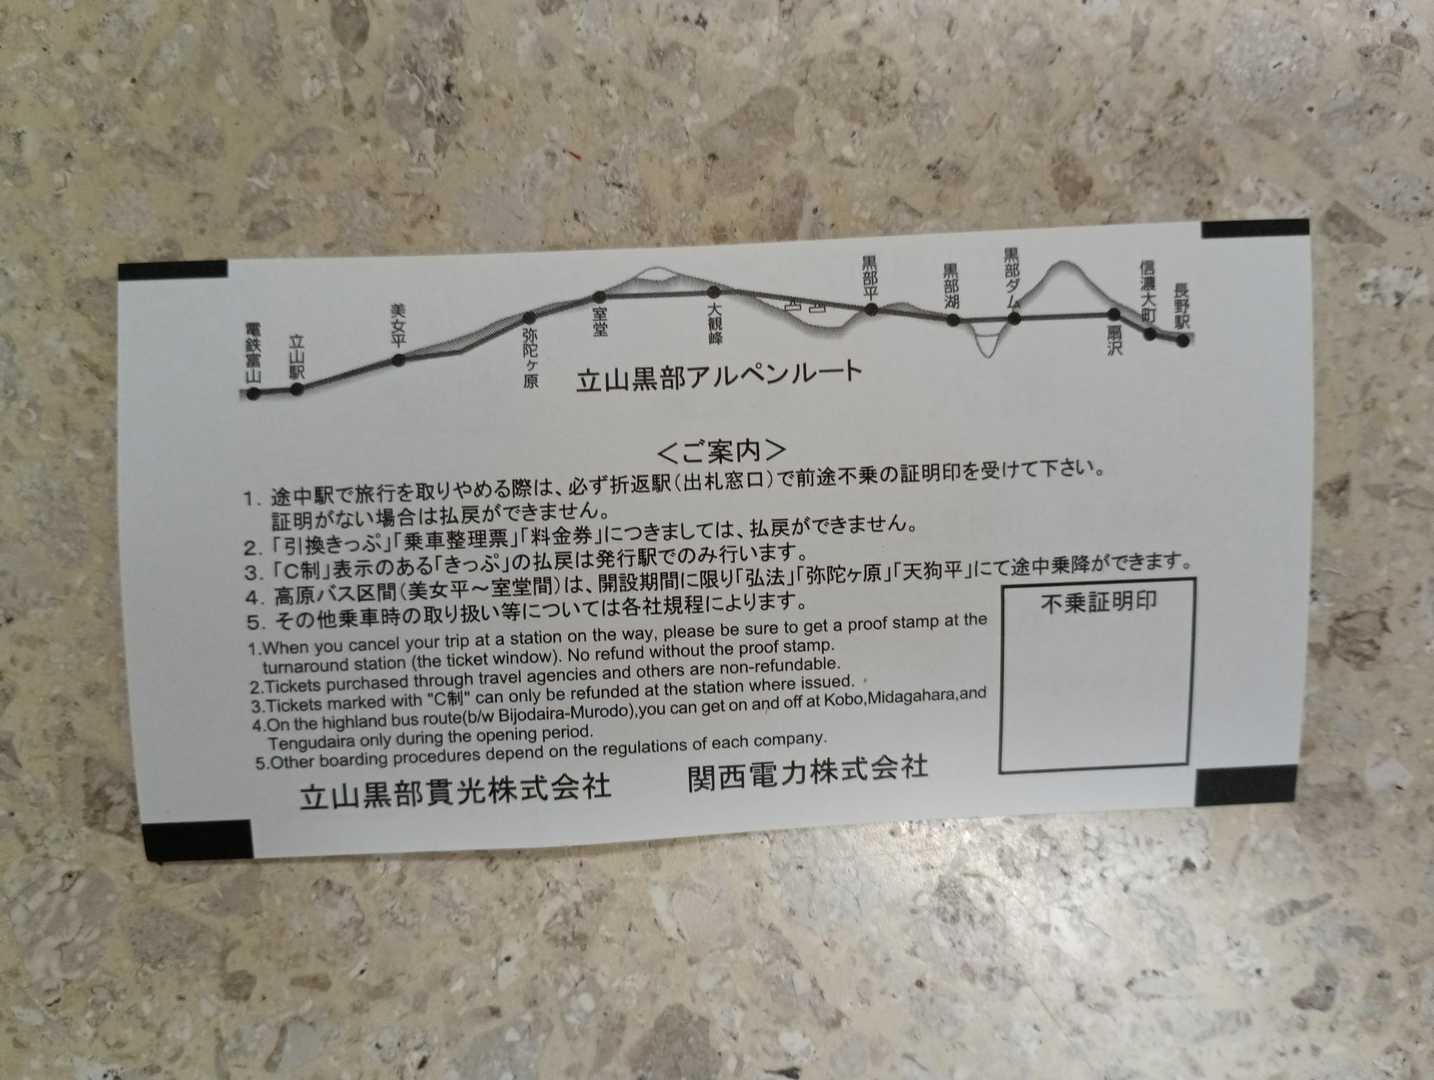 電鉄富山
立山駅
美女平
弥陀ヶ原
室堂
大観峰
黒部平
黒部湖
黒部ダム
扇沢
信濃大町
長野駅
立山黒部アルペンルート
＜ご案内＞
1. 途中駅で旅行を取りやめる際は、必ず折返駅（出札窓口）で前途不乗の証明印を受けて下さい。
証明がない場合は払戻ができません。
2. 「引換きっぷ」「乗車整理票」「料金券」につきましては、払戻ができません。
3. 「C制」表示のある「きっぷ」の払戻は発行駅でのみ行います。
4. 高原バス区間（美女平～室堂間）は、開設期間に限り「弘法」「弥陀ヶ原」「天狗平」にて途中乗降ができます。
5. その他乗車時の取り扱い等については各社規程によります。
1.When you cancel your trip at a station on the way, please be sure to get a proof stamp at the
turnaround station (the ticket window). No refund without the proof stamp.
2.Tickets purchased through travel agencies and others are non-refundable.
3.Tickets marked with "C制" can only be refunded at the station where issued.
4.On the highland bus route(b/w Bijodaira-Murodo),you can get on and off at Kobo,Midagahara,and
Tengudaira only during the opening period.
5.Other boarding procedures depend on the regulations of each company.
不乗証明印
立山黒部貫光株式会社 関西電力株式会社